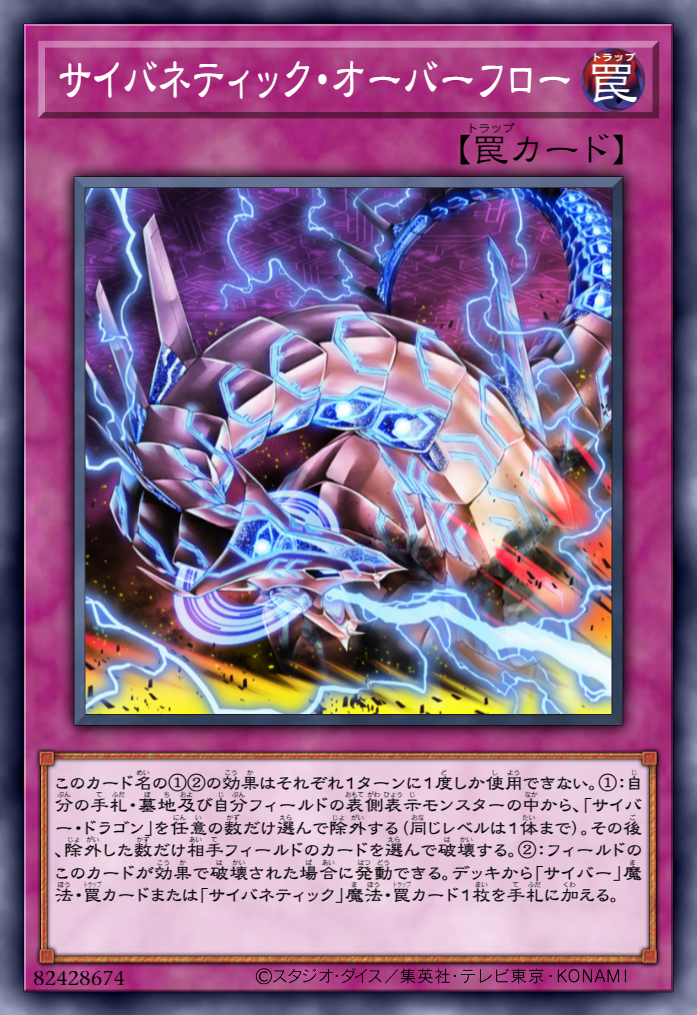 サイバネティック・オーバーフロー
トラップ
罠
トラップ
【罠カード】
このカード名の①②の効果はそれぞれ1ターンに1度しか使用できない。①:自
分の手札・墓地及び自分フィールドの表側表示モンスターの中から、「サイバ
ー・ドラゴン」を任意の数だけ選んで除外する(同じレベルは1体まで)。その後
、除外した数だけ相手フィールドのカードを選んで破壊する。②:フィールドの
このカードが効果で破壊された場合に発動できる。デッキから「サイバー」魔
法・罠カードまたは「サイバネティック」魔法・罠カード1枚を手札に加える。
82428674
©スタジオ・ダイス/集英社・テレビ東京・KONAMI